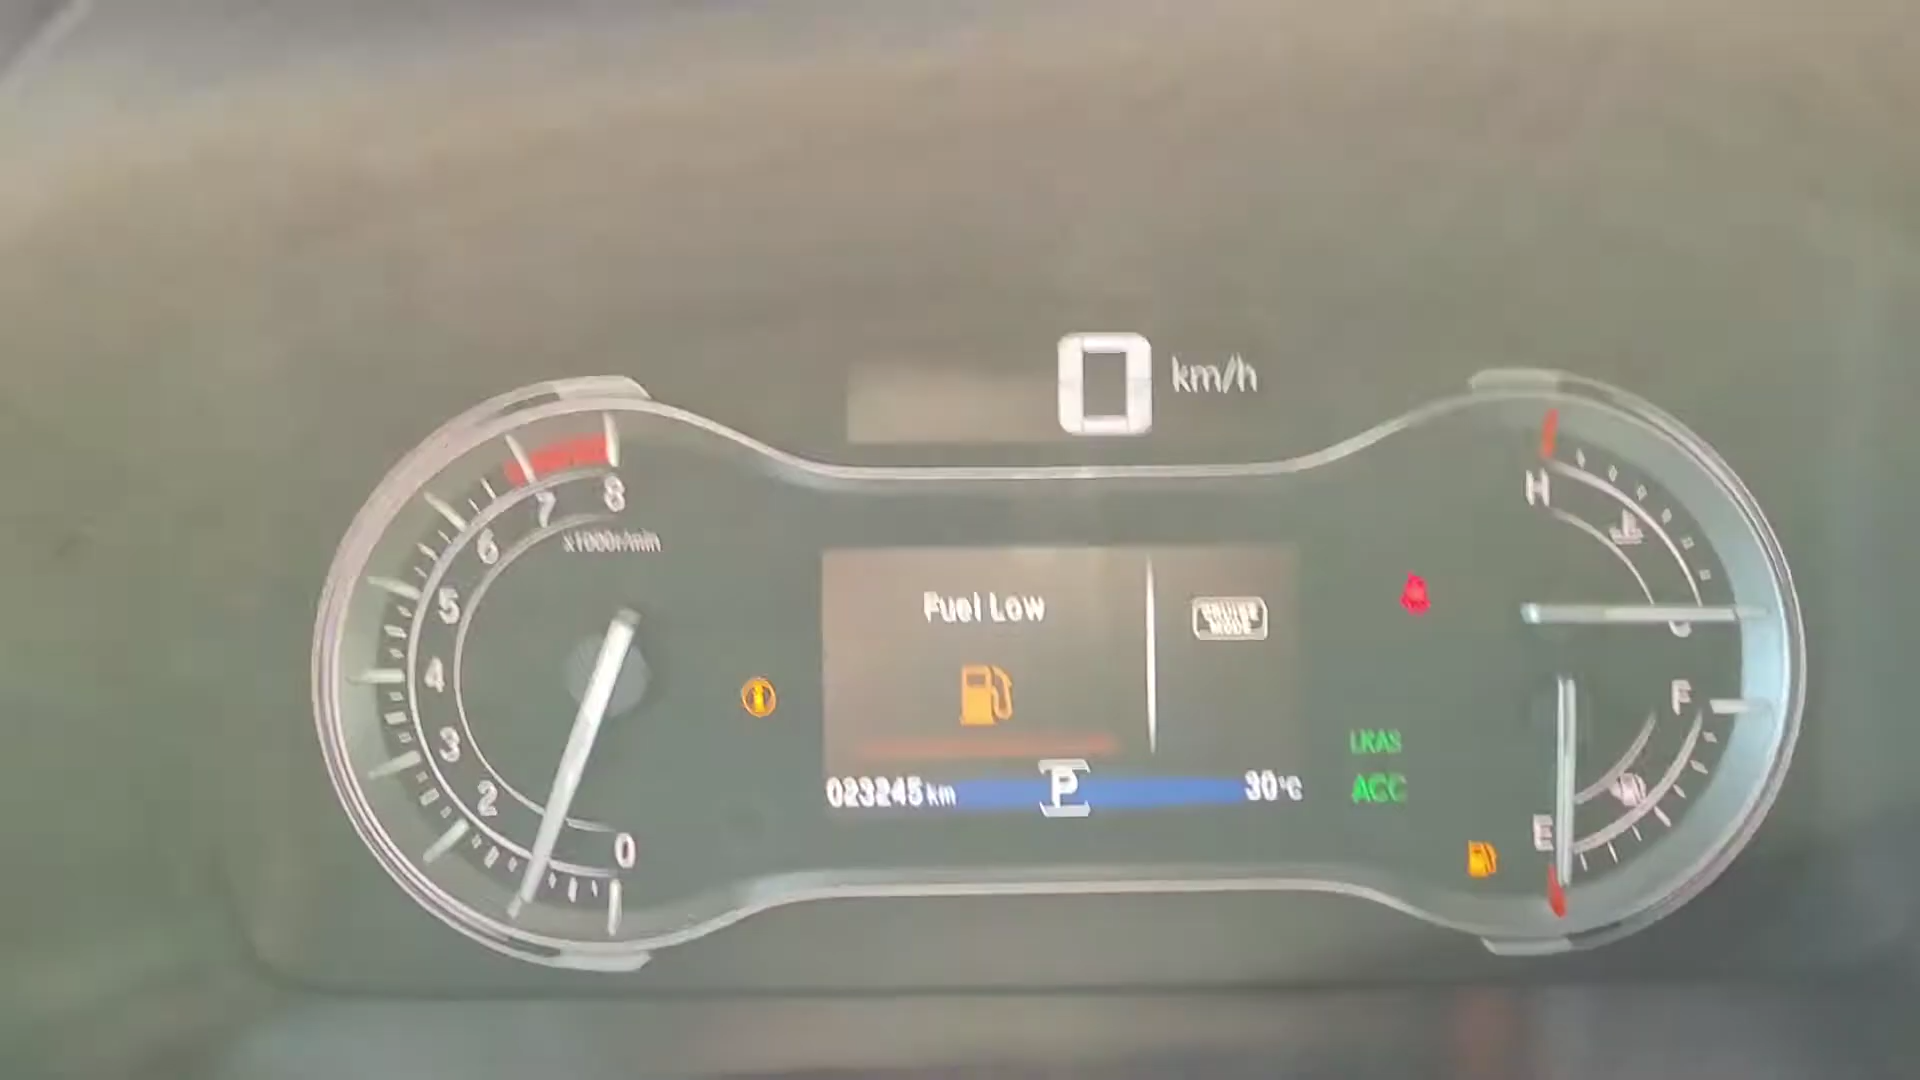 0 km/h
8
7
6
5
4
3
2
0
x1000r/min
Fuel Low
CRUISE
MODE
023245 km
P
30°C
LKAS
ACC
H
C
F
E